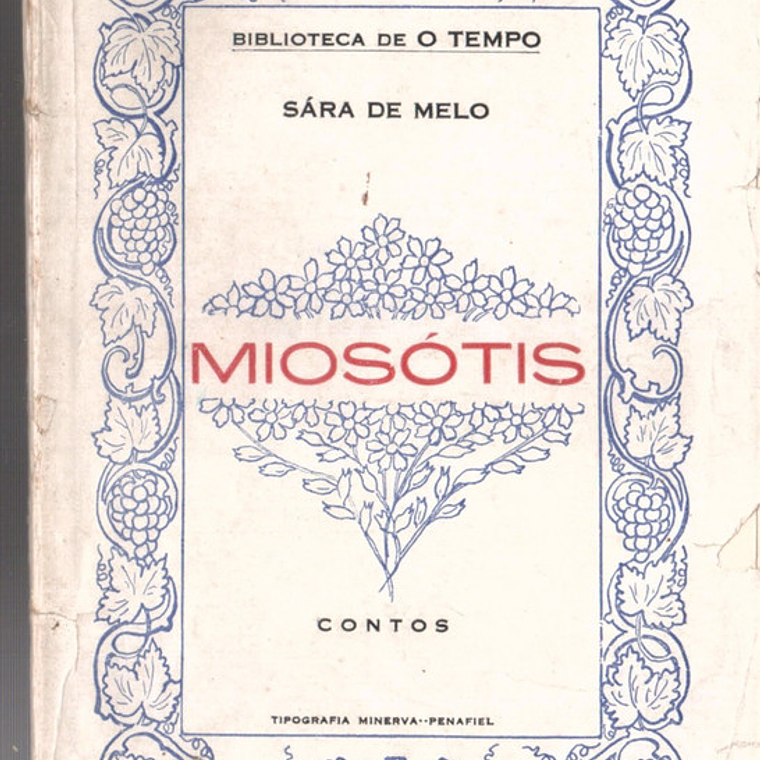 BIBLIOTECA DE O TEMPO
SÁRA DE MELO
MIOSÓTIS
CONTOS
TIPOGRAFIA MINERVA--PENAFIEL